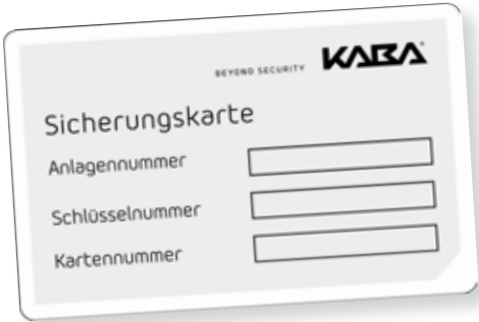 BEYOND SECURITY KABA®
Sicherungskarte
Anlagennummer
Schlüsselnummer
Kartennummer